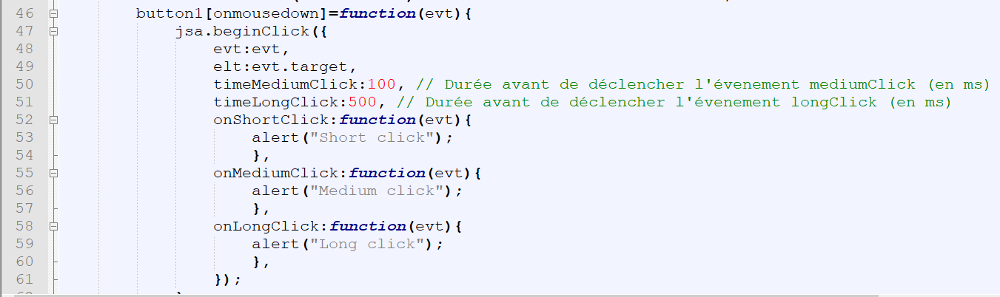 46 button1[onmousedown]=function(evt){
47 jsa.beginClick({
48 evt:evt,
49 elt:evt.target,
50 timeMediumClick:100, // Durée avant de déclencher l'évenement mediumClick (en ms)
51 timeLongClick:500, // Durée avant de déclencher l'évenement longClick (en ms)
52 onShortClick:function(evt){
53 alert("Short click");
54 },
55 onMediumClick:function(evt){
56 alert("Medium click");
57 },
58 onLongClick:function(evt){
59 alert("Long click");
60 },
61 });